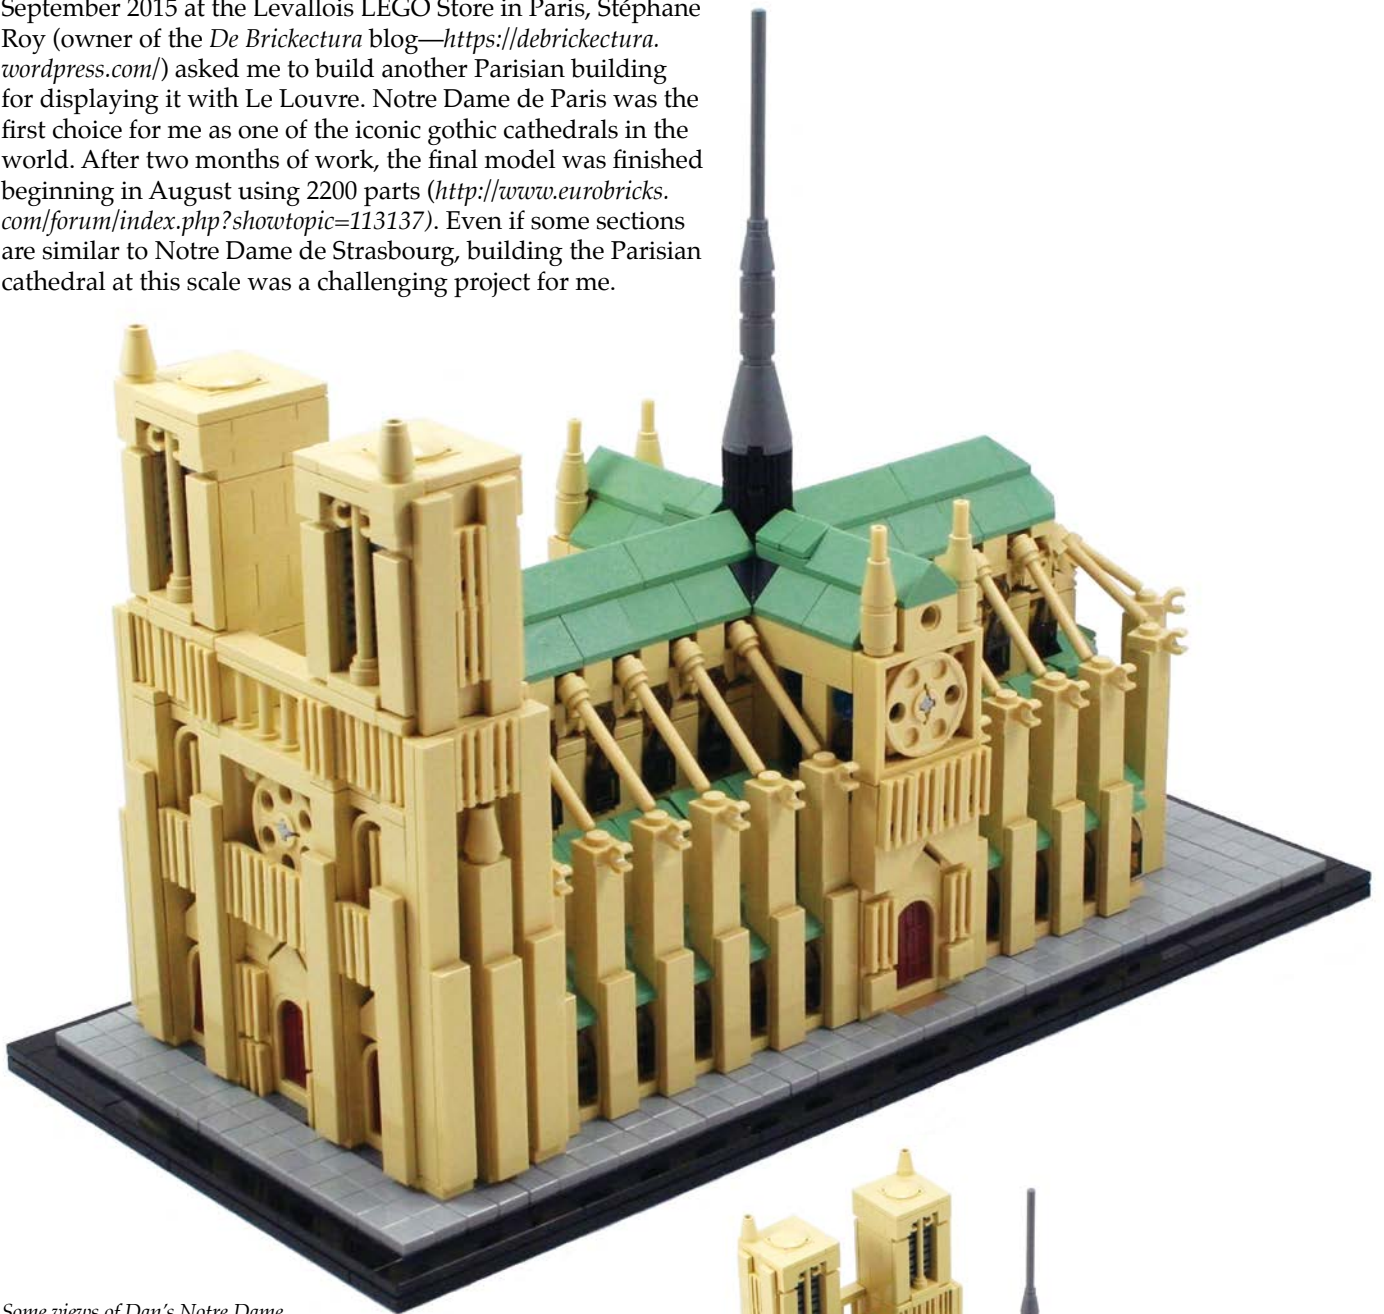 September 2015 at the Levallois LEGO Store in Paris, Stéphane
Roy (owner of the De Brickectura blog—https://debrickectura.
wordpress.com/) asked me to build another Parisian building
for displaying it with Le Louvre. Notre Dame de Paris was the
first choice for me as one of the iconic gothic cathedrals in the
world. After two months of work, the final model was finished
beginning in August using 2200 parts (http://www.eurobricks.
com/forum/index.php?showtopic=113137). Even if some sections
are similar to Notre Dame de Strasbourg, building the Parisian
cathedral at this scale was a challenging project for me.
Some views of Dan's Notre Dame